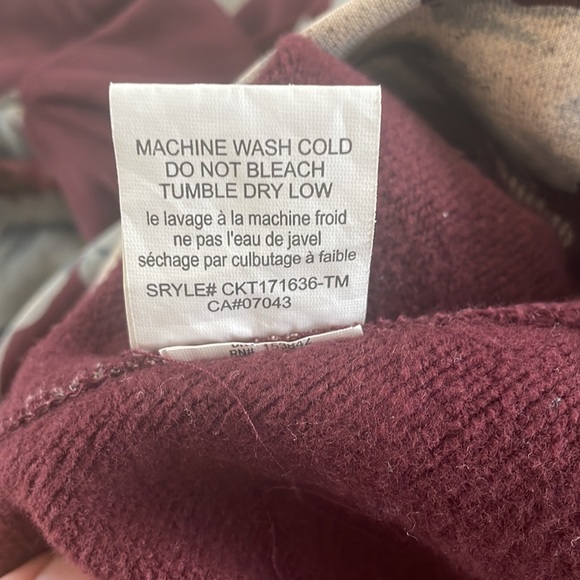 MACHINE WASH COLD
DO NOT BLEACH
TUMBLE DRY LOW
le lavage à la machine froid
ne pas l'eau de javel
séchage par culbutage à faible
SRYLE# CKT171636-TM
CA#07043
RN#